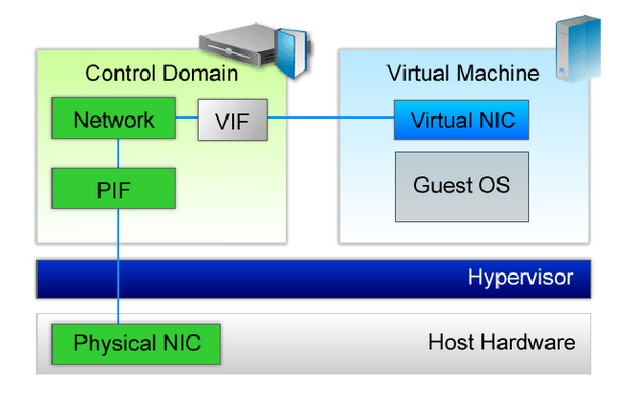 Control Domain
Virtual Machine
Network
VIF
Virtual NIC
PIF
Guest OS
Hypervisor
Physical NIC
Host Hardware